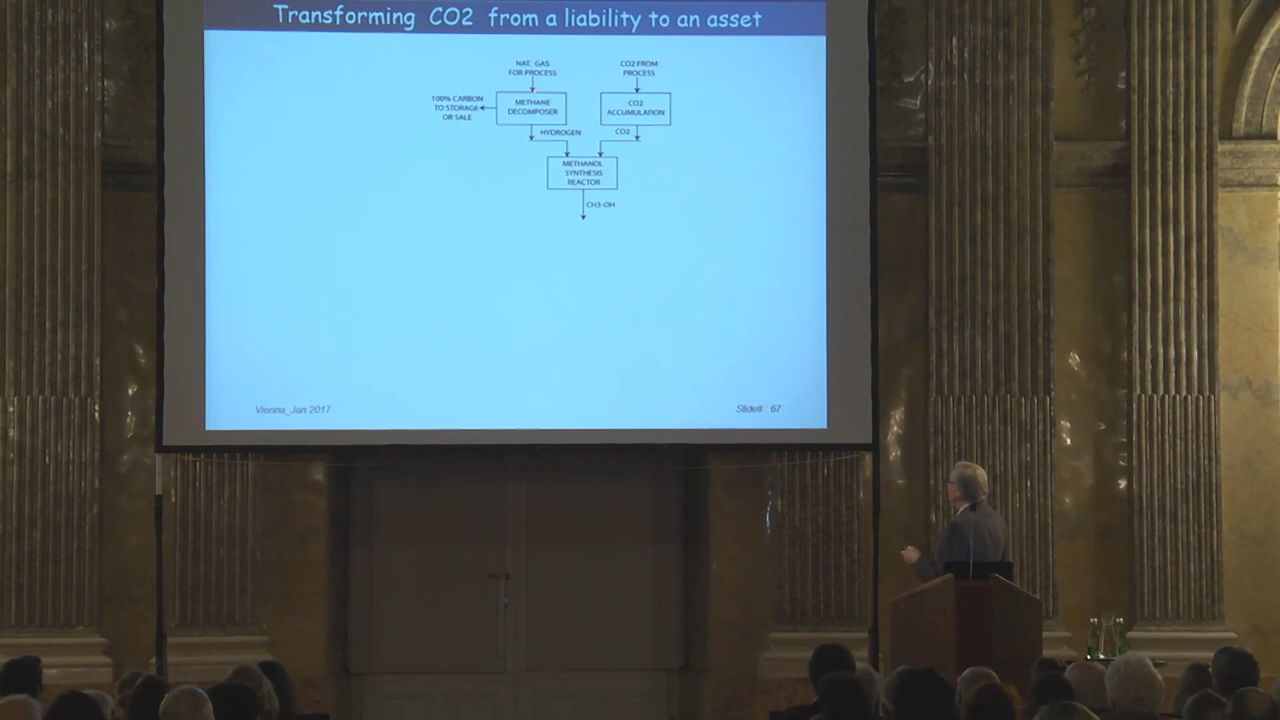 Transforming CO2 from a liability to an asset
NAT. GAS
FOR PROCESS
CO2 FROM
PROCESS
100% CARBON
TO STORAGE
OR SALE
METHANE
DECOMPOSER
CO2
ACCUMULATION
HYDROGEN
CO2
METHANOL
SYNTHESIS
REACTOR
CH3-OH
Vienna_Jan 2017
Slide# : 67